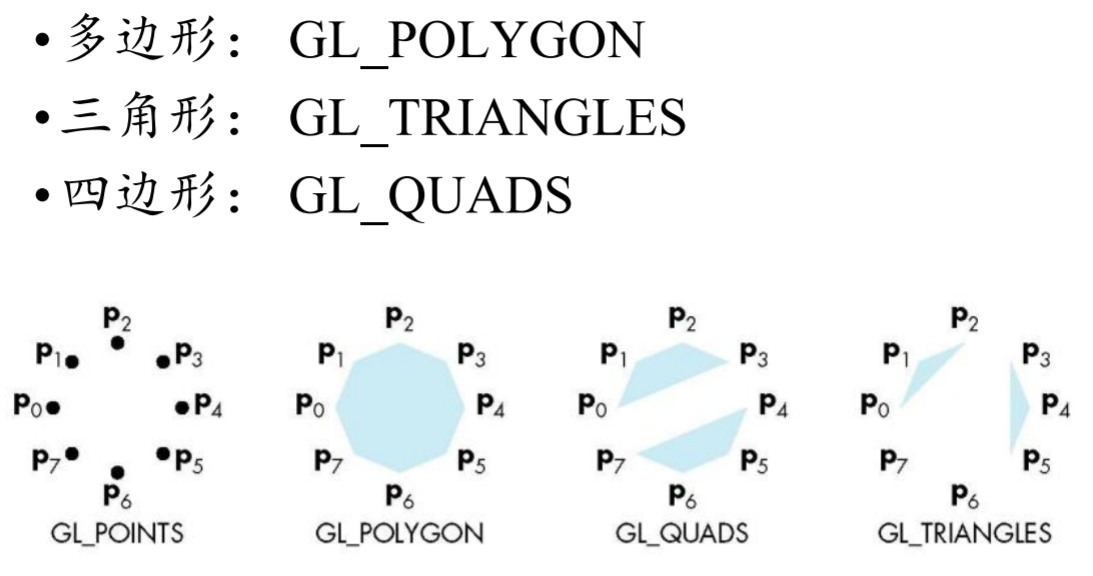 • 多边形： GL_POLYGON
• 三角形： GL_TRIANGLES
• 四边形： GL_QUADS
p2
p1 p3
p0 p4
p7 p5
p6
GL_POINTS
p2
p1 p3
p0 p4
p7 p5
p6
GL_POLYGON
p2
p1 p3
p0 p4
p7 p5
p6
GL_QUADS
p2
p1 p3
p0 p4
p7 p5
p6
GL_TRIANGLES